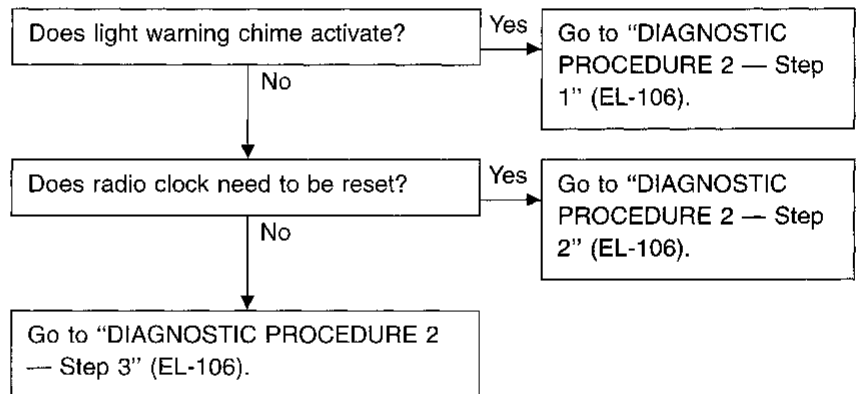 Does light warning chime activate?
Yes
Go to “DIAGNOSTIC
PROCEDURE 2 — Step
1” (EL-106).
No
Does radio clock need to be reset?
Yes
Go to “DIAGNOSTIC
PROCEDURE 2 — Step
2” (EL-106).
No
Go to “DIAGNOSTIC PROCEDURE 2
— Step 3” (EL-106).